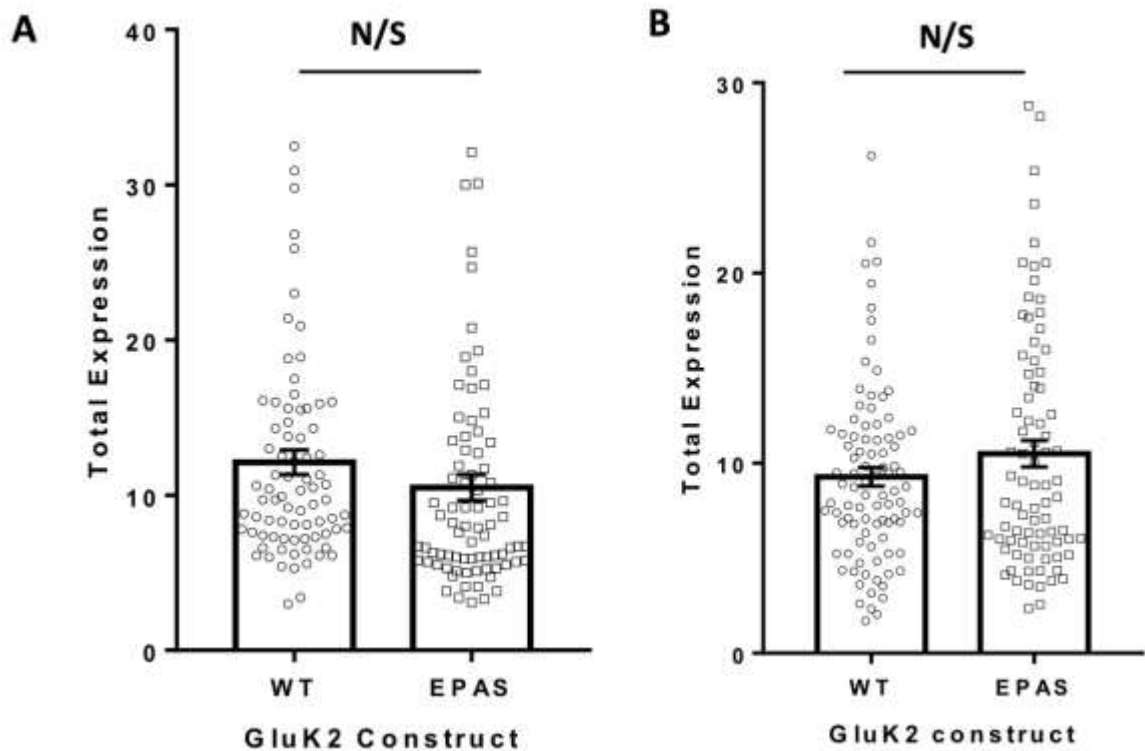 A
N/S
40
30
20
10
0
Total Expression
WT
EPAS
GluK2 Construct
B
N/S
30
20
10
0
Total Expression
WT
EPAS
GluK2 construct